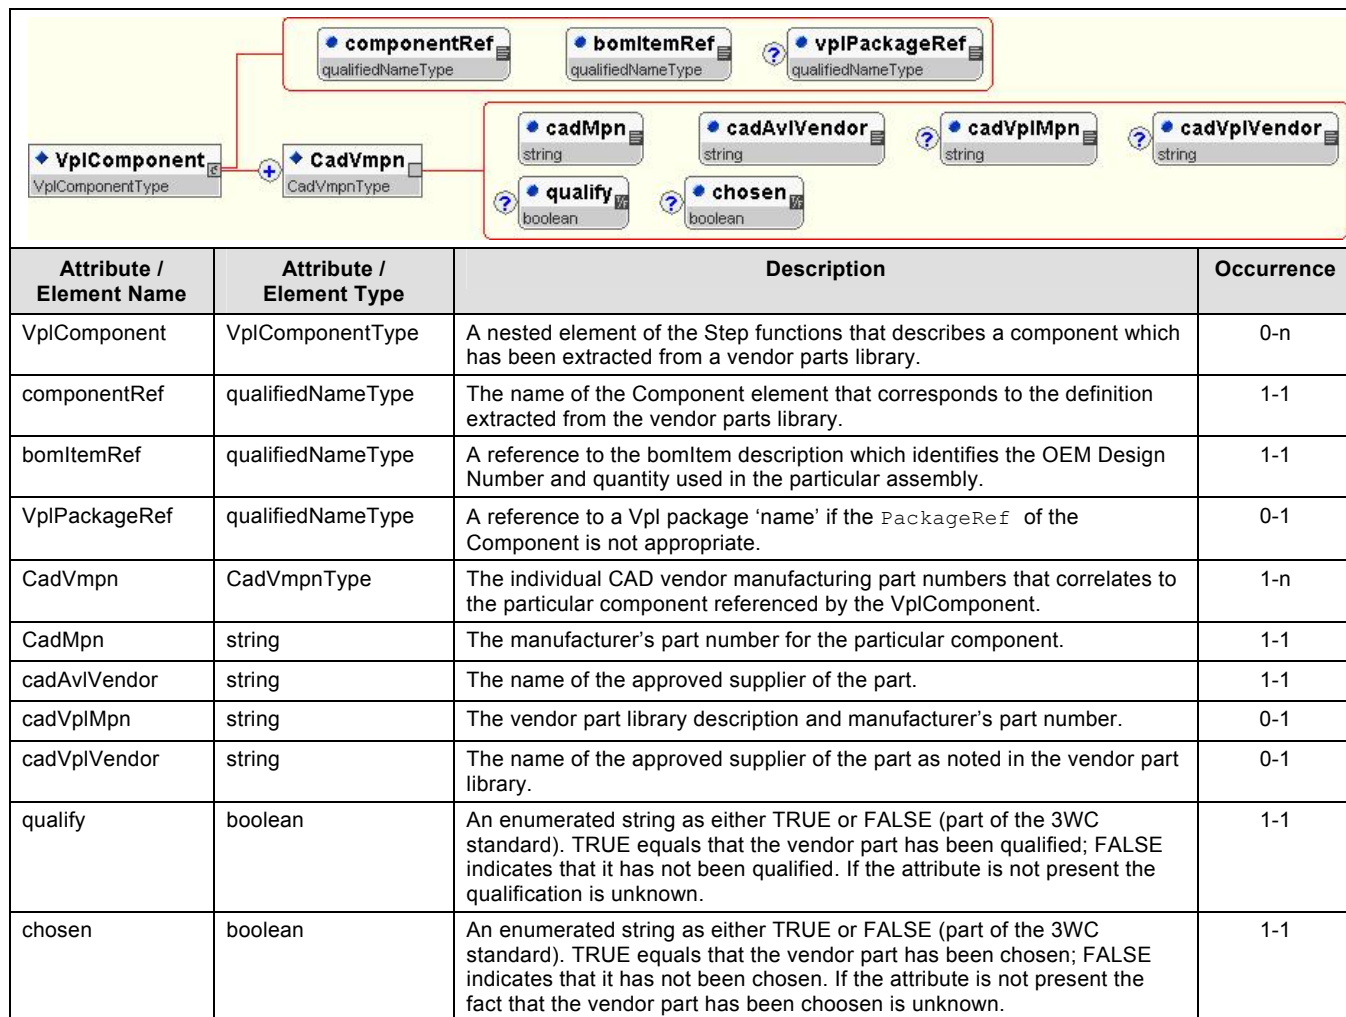 componentRef
qualifiedNameType
bomItemRef
qualifiedNameType
? vplPackageRef
qualifiedNameType
VplComponent
VplComponentType
+ CadVmpn
CadVmpnType
cadMpn
string
cadAvlVendor
string
? cadVplMpn
string
? cadVplVendor
string
? qualify
boolean
? chosen
boolean
Attribute /
Element Name
Attribute /
Element Type
Description
Occurrence
VplComponent
VplComponentType
A nested element of the Step functions that describes a component which
has been extracted from a vendor parts library.
0-n
componentRef
qualifiedNameType
The name of the Component element that corresponds to the definition
extracted from the vendor parts library.
1-1
bomItemRef
qualifiedNameType
A reference to the bomItem description which identifies the OEM Design
Number and quantity used in the particular assembly.
1-1
VplPackageRef
qualifiedNameType
A reference to a Vpl package ‘name’ if the PackageRef of the
Component is not appropriate.
0-1
CadVmpn
CadVmpnType
The individual CAD vendor manufacturing part numbers that correlates to
the particular component referenced by the VplComponent.
1-n
CadMpn
string
The manufacturer’s part number for the particular component.
1-1
cadAvlVendor
string
The name of the approved supplier of the part.
1-1
cadVplMpn
string
The vendor part library description and manufacturer’s part number.
0-1
cadVplVendor
string
The name of the approved supplier of the part as noted in the vendor part
library.
0-1
qualify
boolean
An enumerated string as either TRUE or FALSE (part of the 3WC
standard). TRUE equals that the vendor part has been qualified; FALSE
indicates that it has not been qualified. If the attribute is not present the
qualification is unknown.
1-1
chosen
boolean
An enumerated string as either TRUE or FALSE (part of the 3WC
standard). TRUE equals that the vendor part has been chosen; FALSE
indicates that it has not been chosen. If the attribute is not present the
fact that the vendor part has been choosen is unknown.
1-1